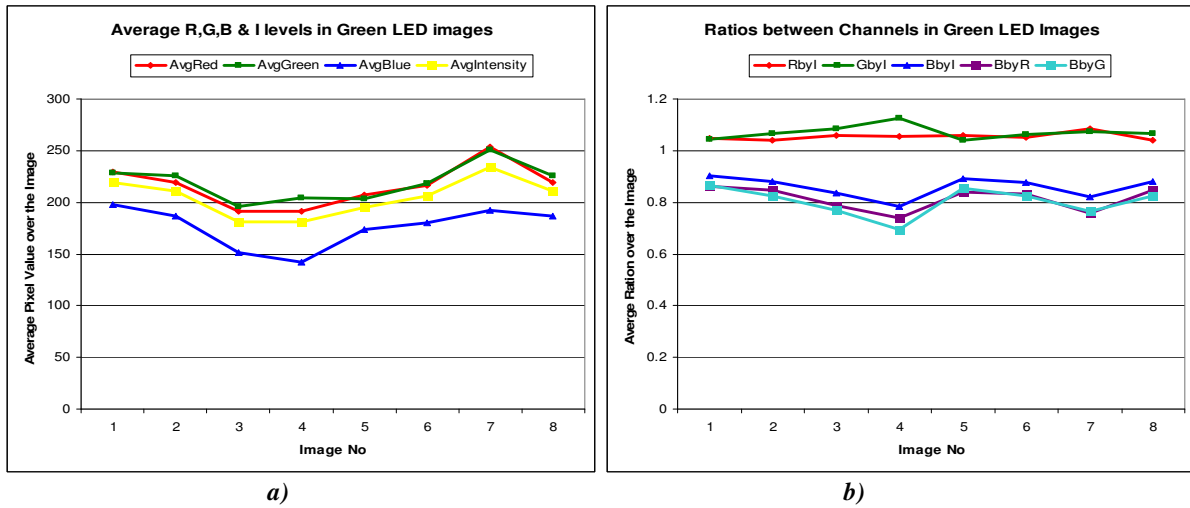 Average R,G,B & I levels in Green LED images
AvgRed AvgGreen AvgBlue AvgIntensity
300
250
200
150
100
50
0
Average Pixel Value over the Image
1 2 3 4 5 6 7 8
Image No
a)
Ratios between Channels in Green LED Images
RbyI GbyI BbyI BbyR BbyG
1.2
1
0.8
0.6
0.4
0.2
0
Averge Ration over the Image
1 2 3 4 5 6 7 8
Image No
b)